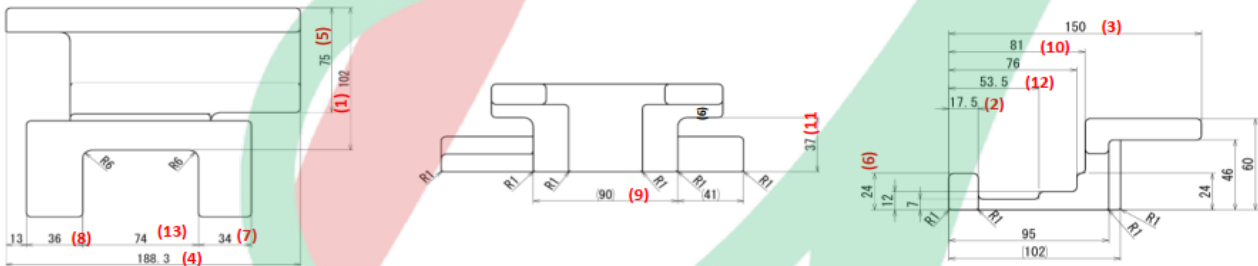 75 (5)
102 (1)
R6 R6
13 36 (8) 74 (13) 34 (7)
188.3 (4)
(6)
37 (11
R1 R1 R1 R1 R1 R1
(90) (9) (41)
150 (3)
81 (10)
76
53.5 (12)
17.5 (2)
(6)
24 12 7 24 46 60
R1 R1 R1 R1
95
(102)